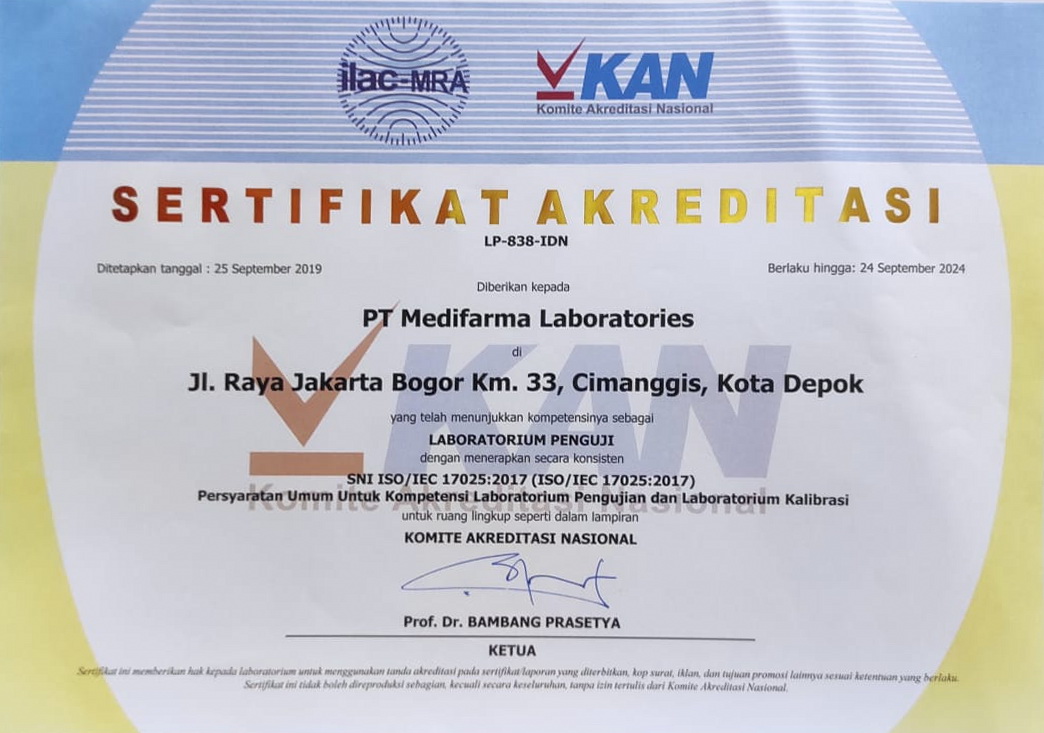 ilac-MRA
KAN
Komite Akreditasi Nasional
SERTIFIKAT AKREDITASI
LP-838-IDN
Ditetapkan tanggal : 25 September 2019
Berlaku hingga: 24 September 2024
Diberikan kepada
PT Medifarma Laboratories
di
Jl. Raya Jakarta Bogor Km. 33, Cimanggis, Kota Depok
yang telah menunjukkan kompetensinya sebagai
LABORATORIUM PENGUJI
dengan menerapkan secara konsisten
SNI ISO/IEC 17025:2017 (ISO/IEC 17025:2017)
Persyaratan Umum Untuk Kompetensi Laboratorium Pengujian dan Laboratorium Kalibrasi
untuk ruang lingkup seperti dalam lampiran
KAN
Komite Akreditasi Nasional
KOMITE AKREDITASI NASIONAL
Prof. Dr. BAMBANG PRASETYA
KETUA
Sertifikat ini memberikan hak kepada laboratorium untuk menggunakan tanda akreditasi pada sertifikat/laporan yang diterbitkan, kop surat, iklan, dan tujuan promosi lainnya sesuai ketentuan yang berlaku.
Sertifikat ini tidak boleh direproduksi sebagian, kecuali secara keseluruhan, tanpa izin tertulis dari Komite Akreditasi Nasional.